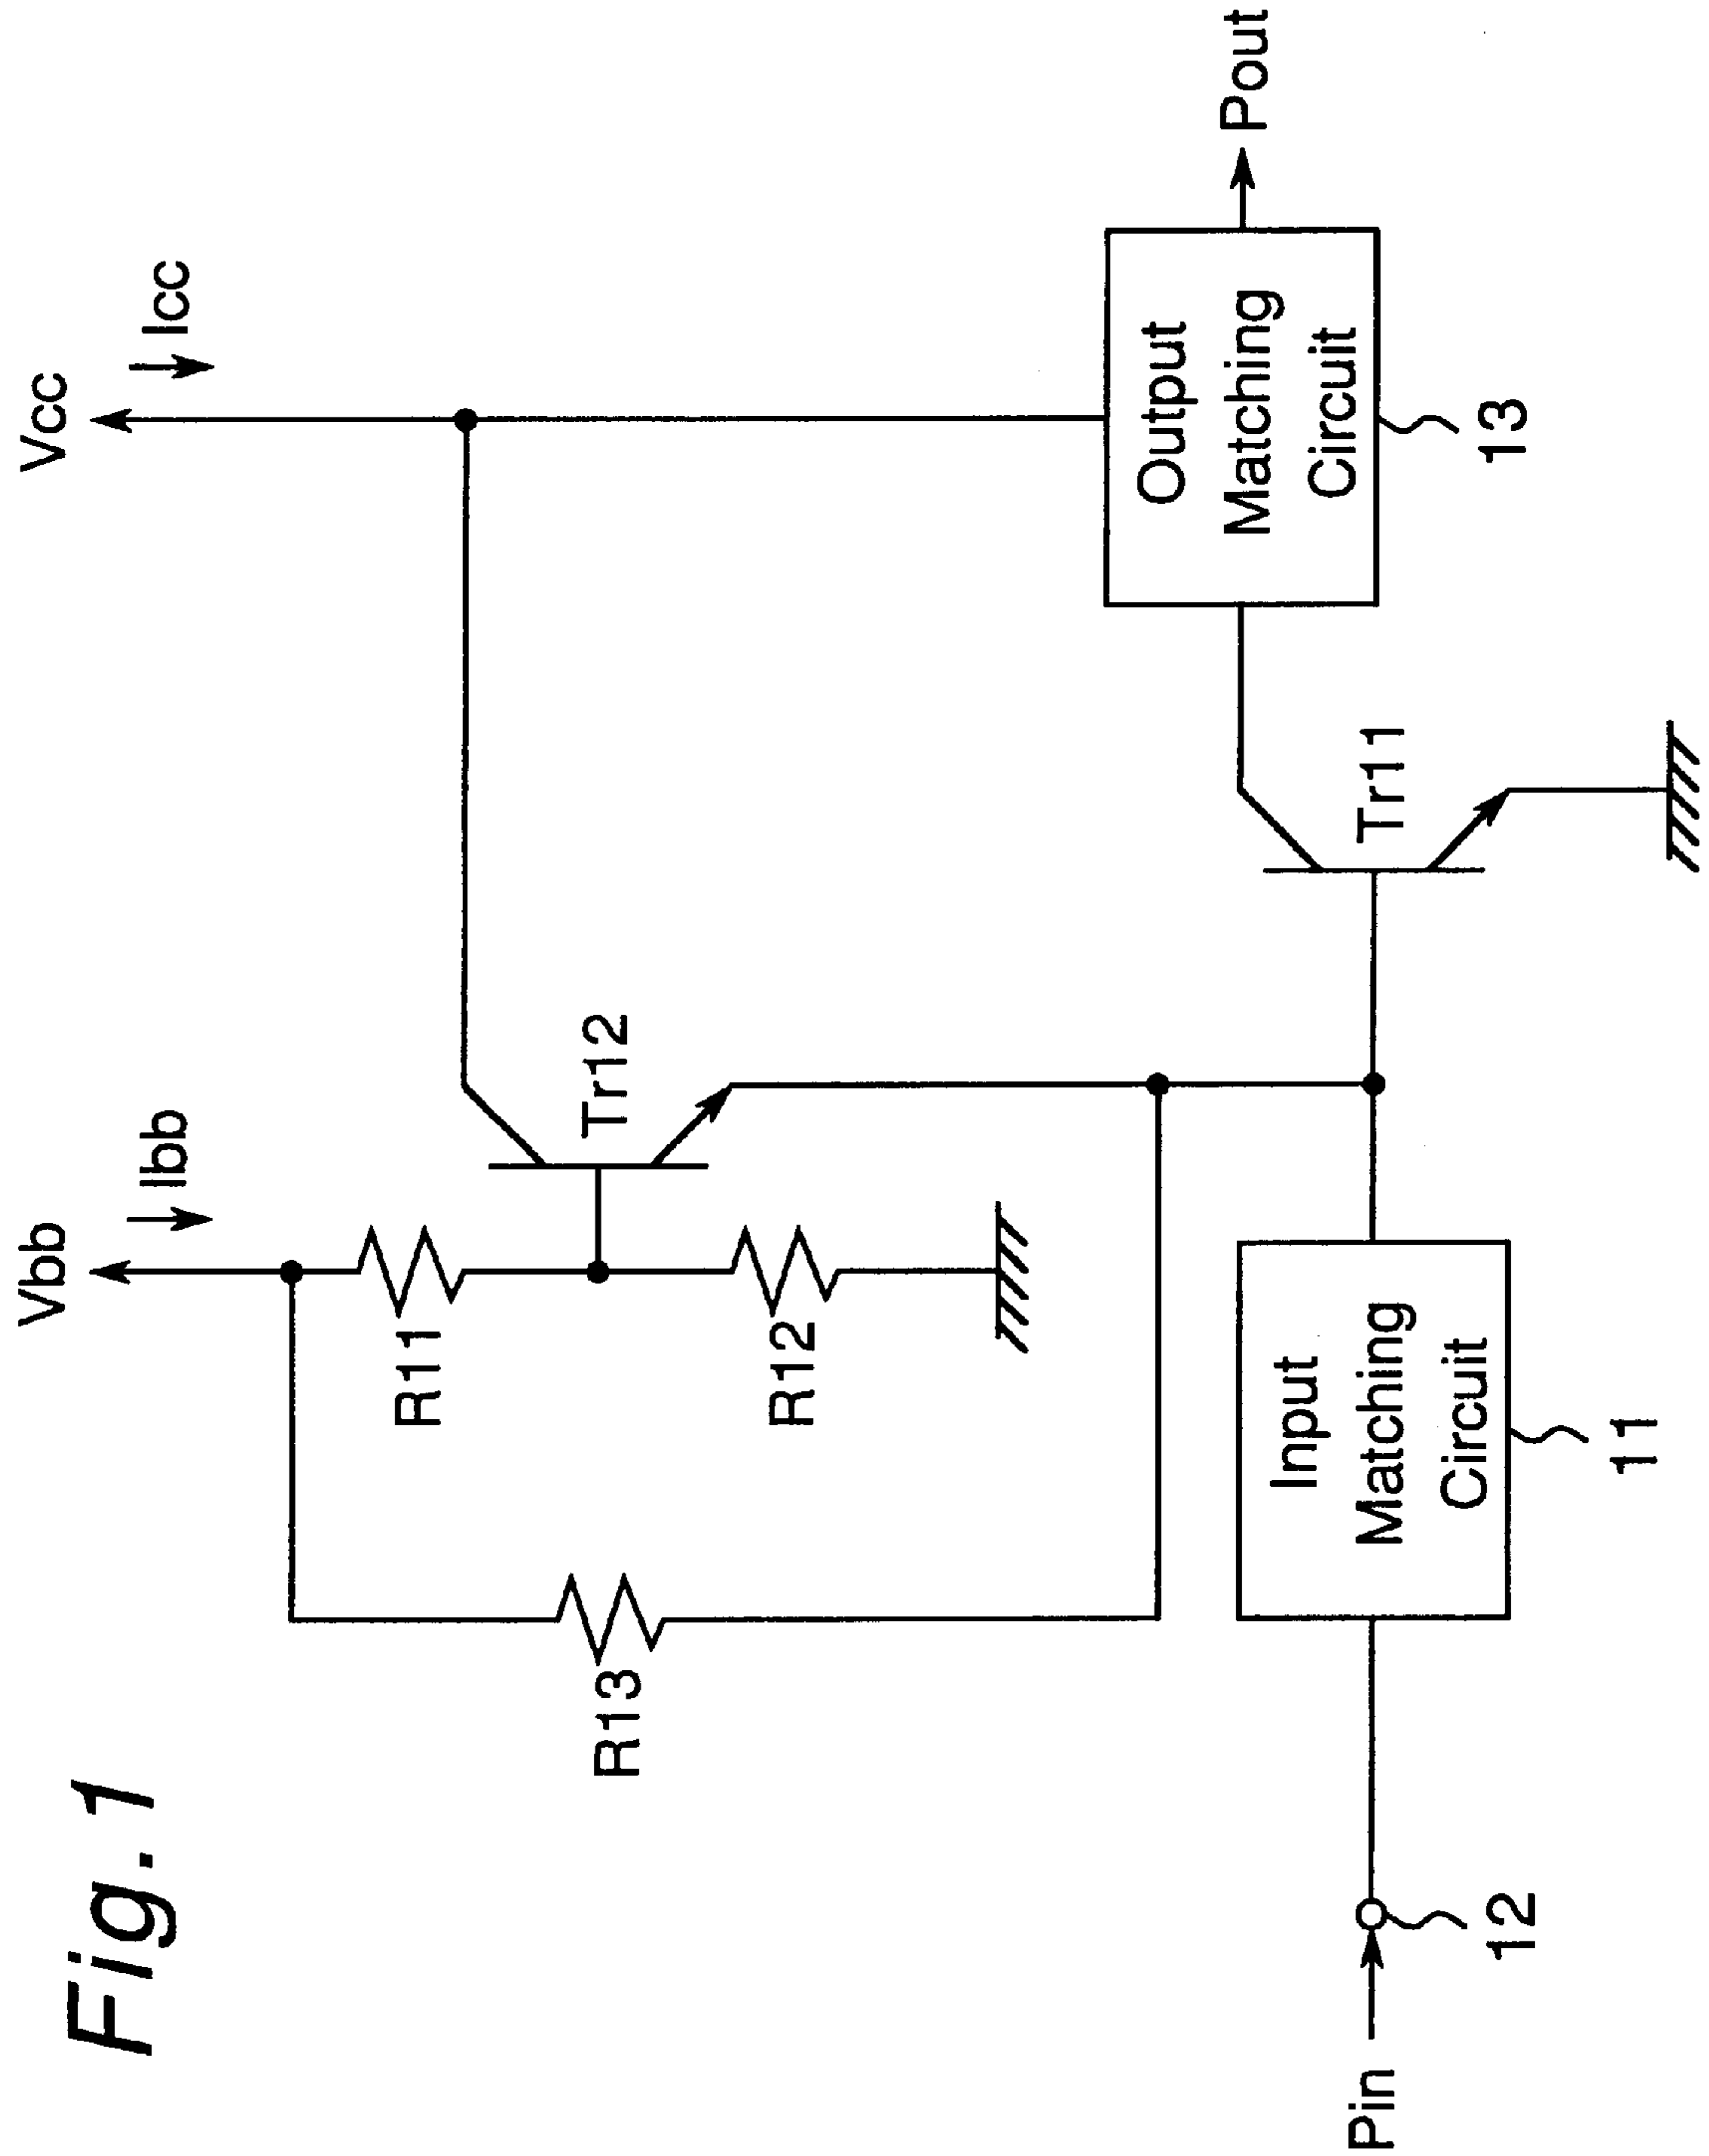 Fig. 1
Vbb
Ibb
Vcc
Icc
R11
R13
R12
Tr12
Pin
12
Input
Matching
Circuit
11
Tr11
Output
Matching
Circuit
13
Pout